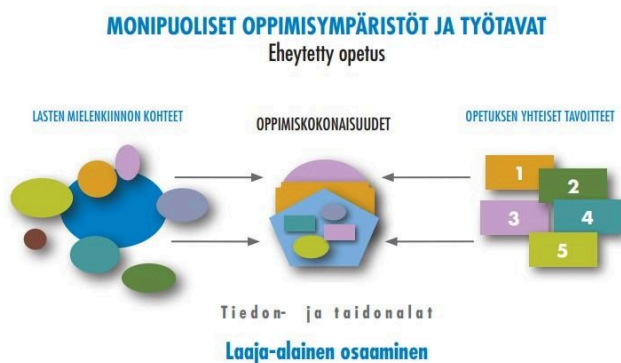 MONIPUOLISET OPPIMISYMPÄRISTÖT JA TYÖTAVAT
Eheytetty opetus
LASTEN MIELENKIINNON KOHTEET
OPPIMISKOKONAISUUDET
OPETUKSEN YHTEISET TAVOITTEET
1
2
3
4
5
Tiedon- ja taidonalat
Laaja-alainen osaaminen